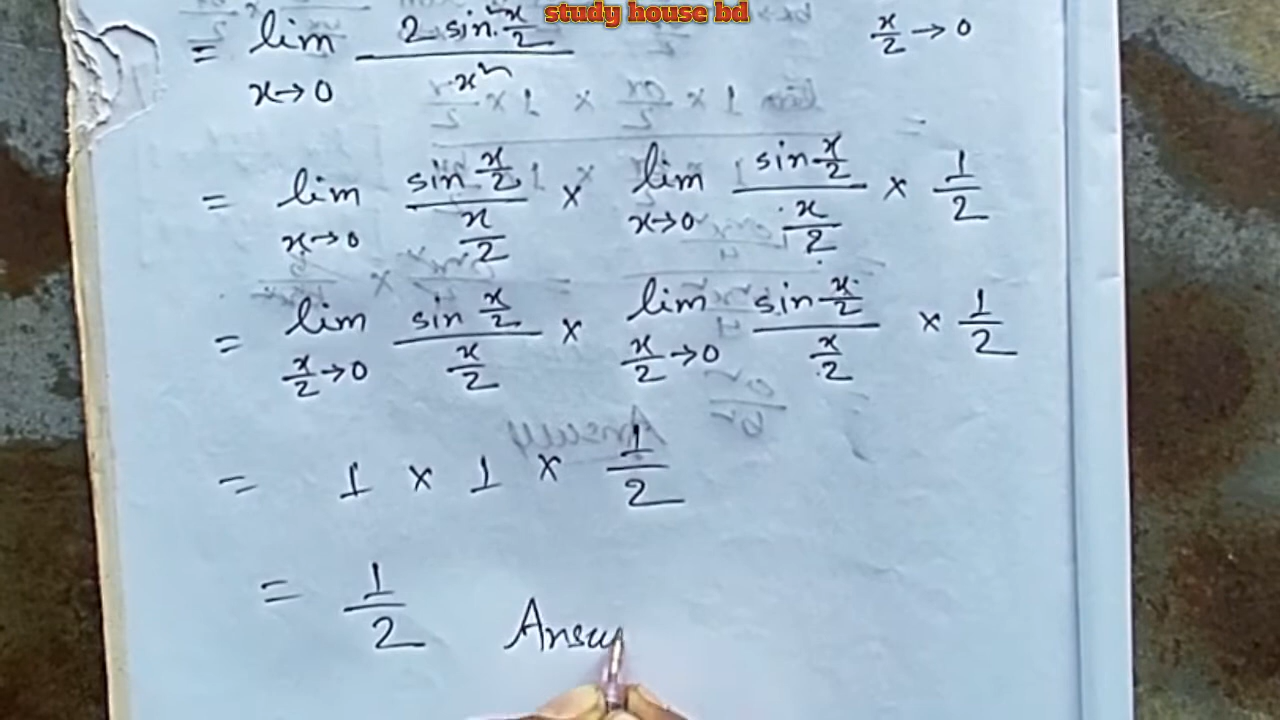 study house bd
= lim x→0 2 sin² x/2 / x² x/2 → 0
= lim x→0 sin x/2 / x/2 × lim x→0 sin x/2 / x/2 × 1/2
= lim x/2→0 sin x/2 / x/2 × lim x/2→0 sin x/2 / x/2 × 1/2
= 1 × 1 × 1/2
= 1/2 Answ